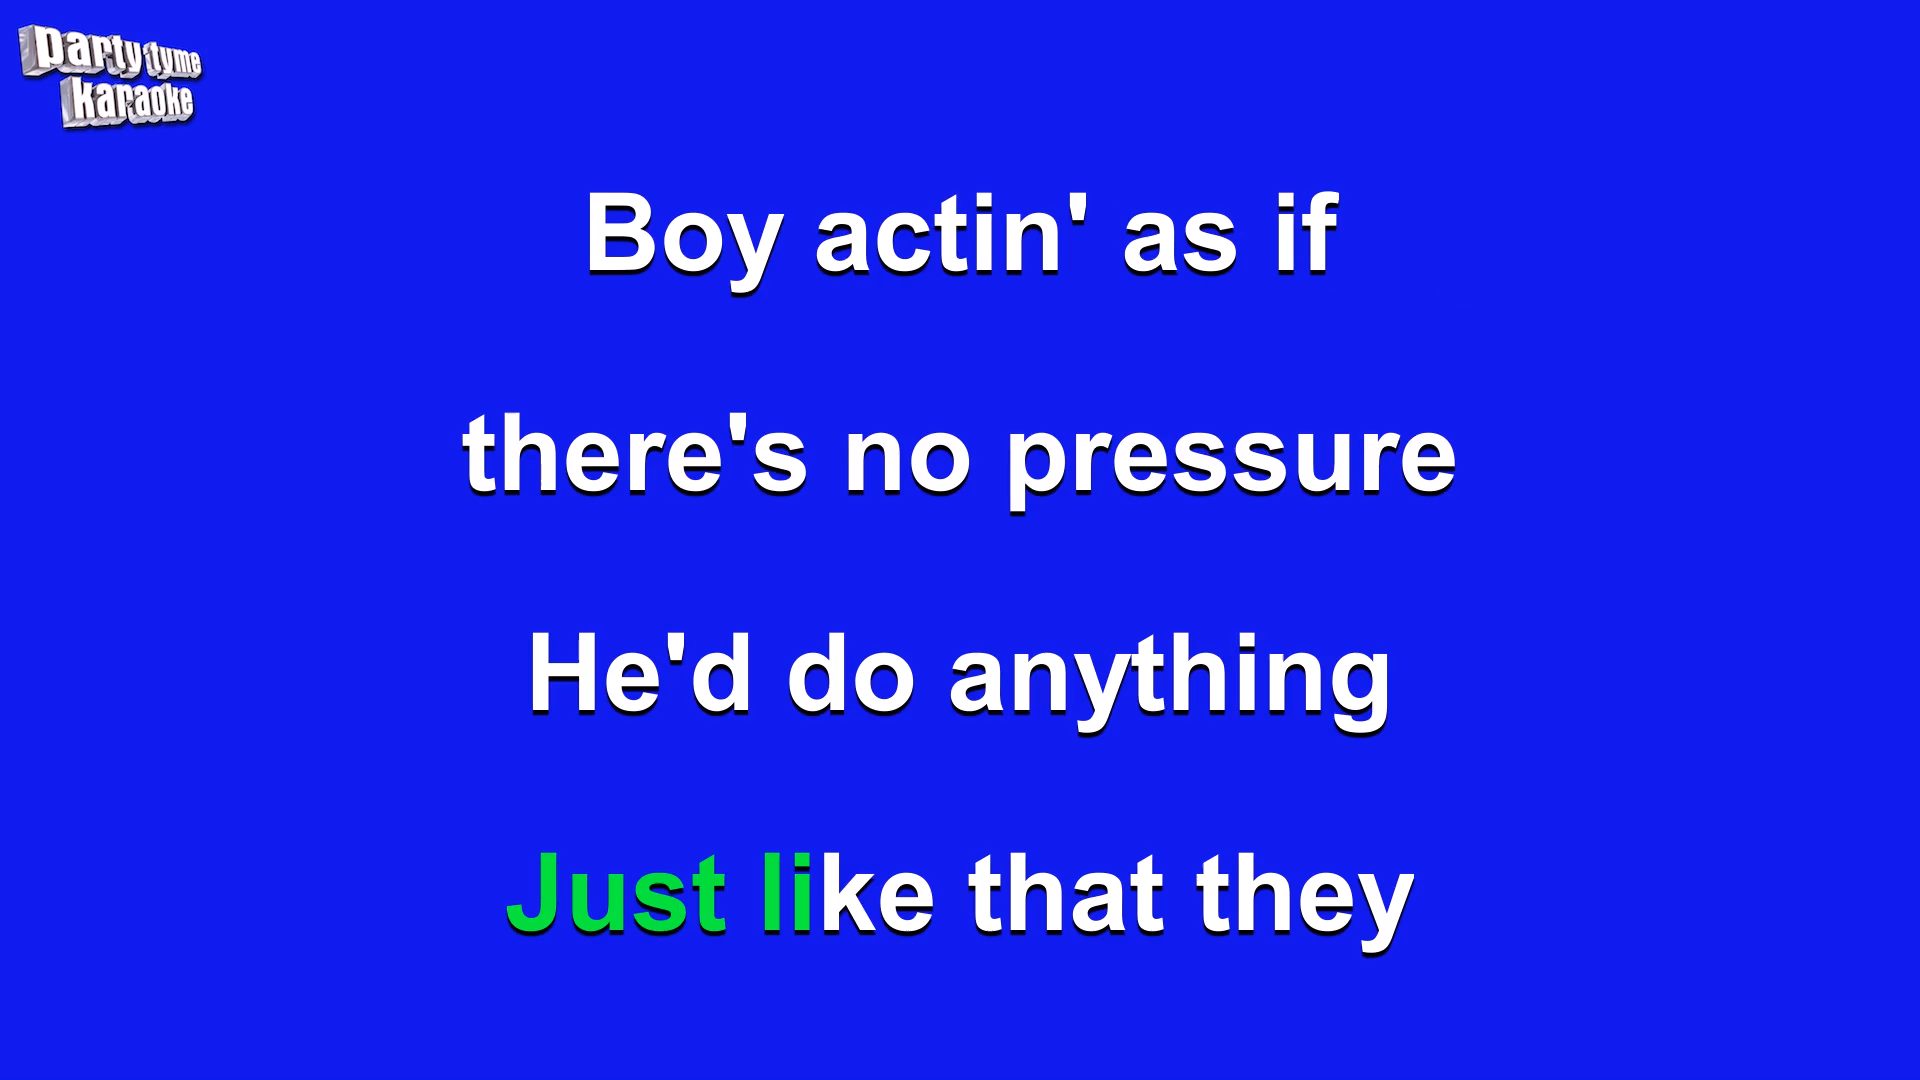 party tyme
karaoke
Boy actin' as if
there's no pressure
He'd do anything
Just like that they